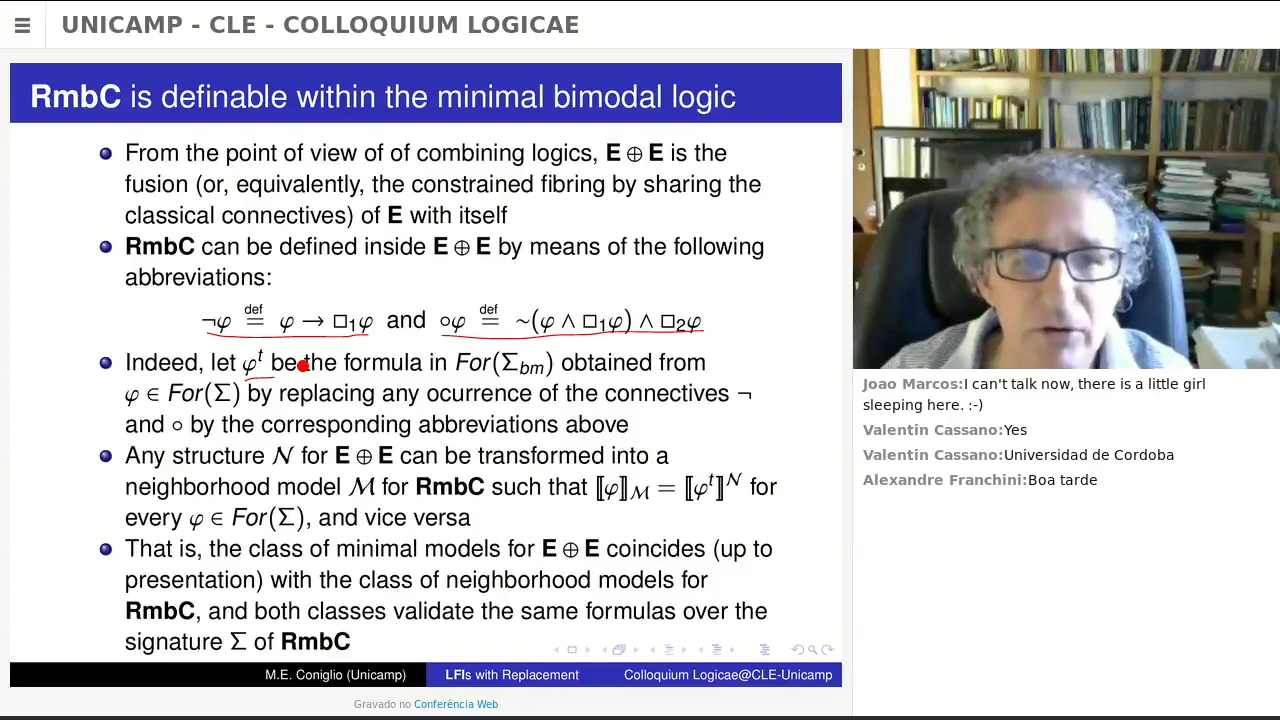 UNICAMP - CLE - COLLOQUIUM LOGICAE
RmbC is definable within the minimal bimodal logic
From the point of view of of combining logics, E ⊕ E is the
fusion (or, equivalently, the constrained fibring by sharing the
classical connectives) of E with itself
RmbC can be defined inside E ⊕ E by means of the following
abbreviations:
¬φ ≝ φ → □₁φ and ∘φ ≝ ~(φ ∧ □₁φ) ∧ □₂φ
Indeed, let φᵗ be the formula in For(Σbm) obtained from
φ ∈ For(Σ) by replacing any ocurrence of the connectives ¬
and ∘ by the corresponding abbreviations above
Any structure 𝒩 for E ⊕ E can be transformed into a
neighborhood model ℳ for RmbC such that ⟦φ⟧ℳ = ⟦φᵗ⟧𝒩 for
every φ ∈ For(Σ), and vice versa
That is, the class of minimal models for E ⊕ E coincides (up to
presentation) with the class of neighborhood models for
RmbC, and both classes validate the same formulas over the
signature Σ of RmbC
M.E. Coniglio (Unicamp) LFIs with Replacement Colloquium Logicae@CLE-Unicamp
Gravado no Conferência Web
Joao Marcos:I can't talk now, there is a little girl
sleeping here. :-)
Valentin Cassano:Yes
Valentin Cassano:Universidad de Cordoba
Alexandre Franchini:Boa tarde